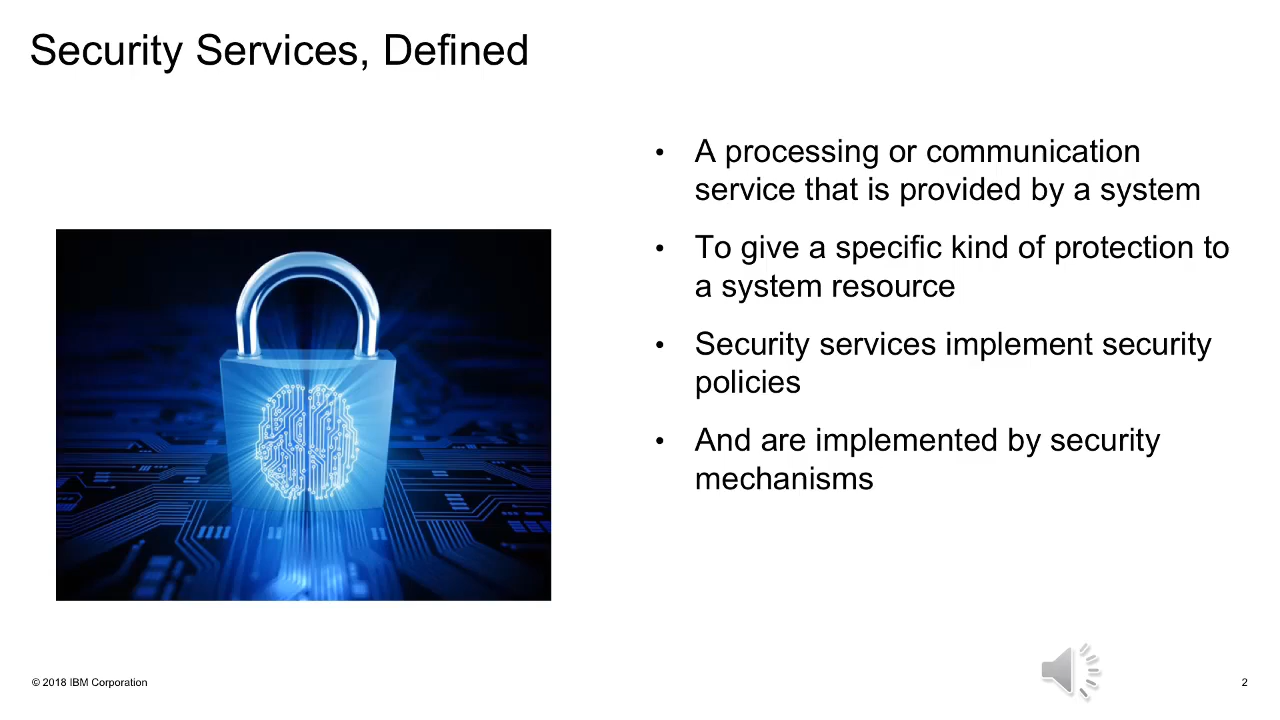 Security Services, Defined
• A processing or communication
service that is provided by a system
• To give a specific kind of protection to
a system resource
• Security services implement security
policies
• And are implemented by security
mechanisms
© 2018 IBM Corporation
2